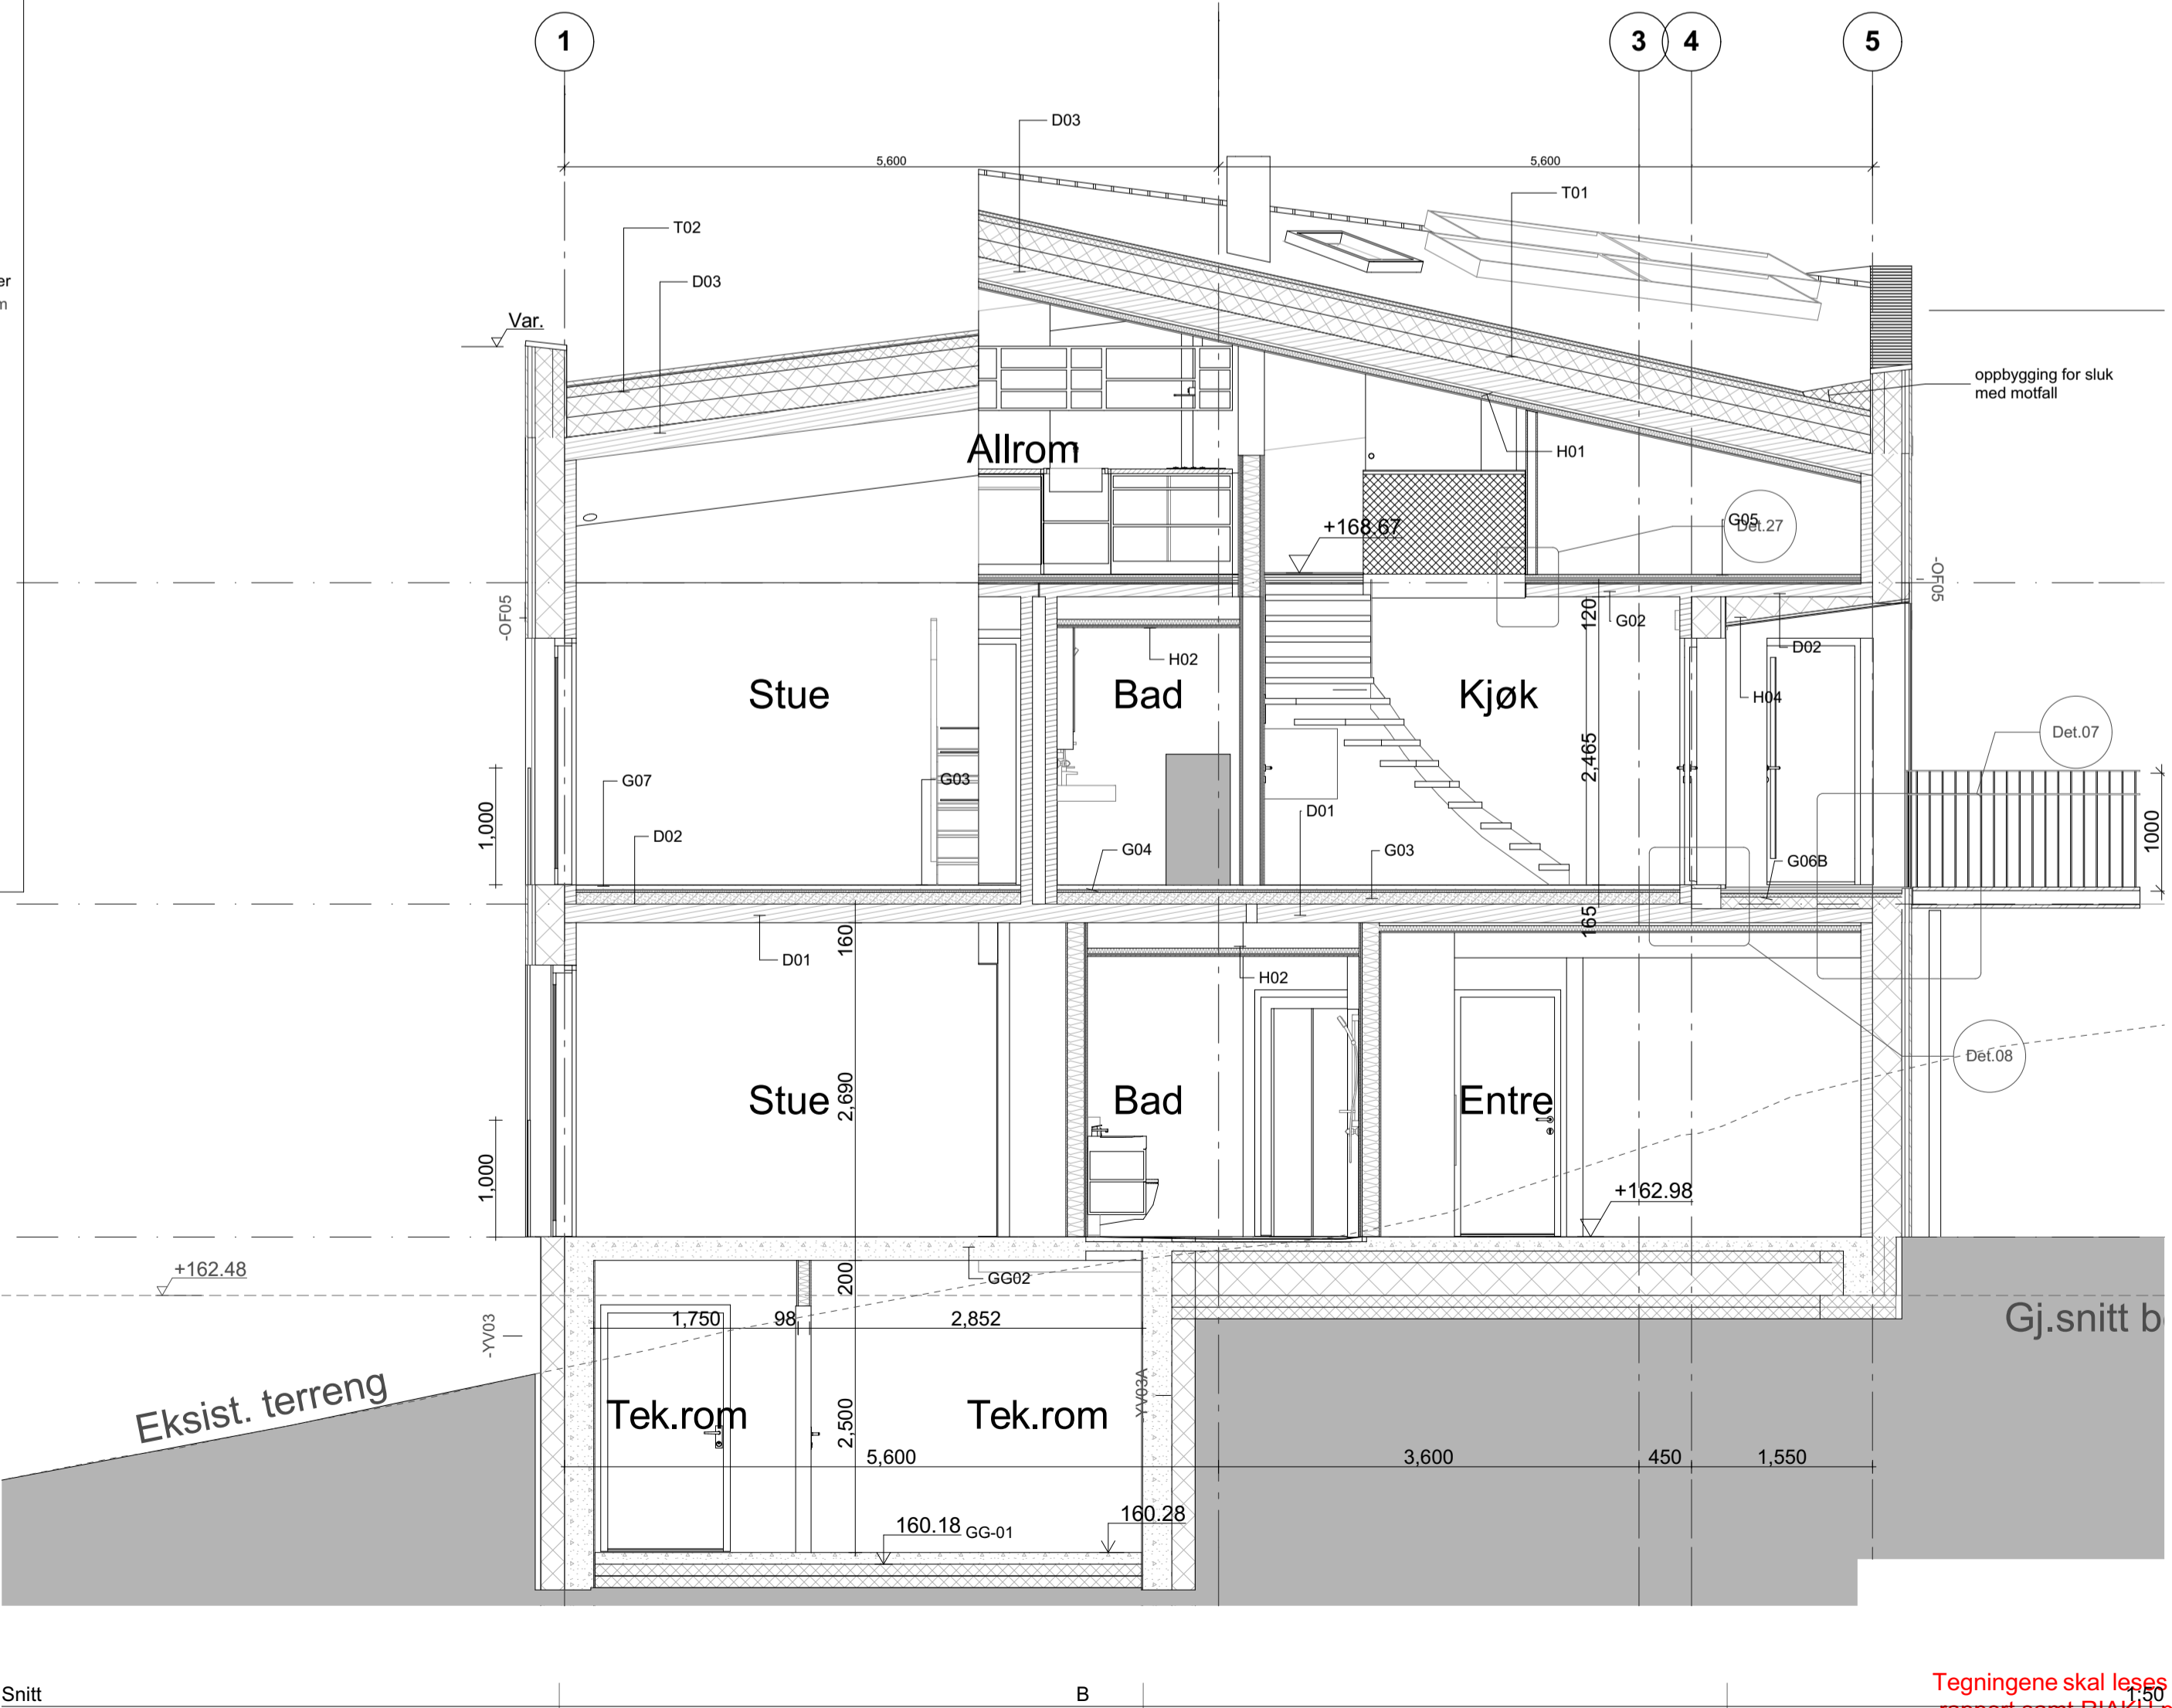 1
3
4
5
D03
5,600
5,600
T01
T02
er
D03
m
Var.
oppbygging for sluk
med motfall
Allrom
H01
+168.67
G05
Det.27
-OF05
-OF05
120
G02
D02
H02
Stue
Bad
Kjøk
H04
Det.07
2,465
G07
G03
1,000
D01
1000
D02
G04
G03
G06B
160
165
D01
H02
Det.08
Stue
2,690
Bad
Entre
1,000
+162.98
+162.48
200
GG02
1,750
98
2,852
Gj.snitt b
-YV03
Eksist. terreng
-YV03A
Tek.rom
2,500
Tek.rom
5,600
3,600
450
1,550
160.18
GG-01
160.28
Snitt
B
Tegningene skal leses
1:50